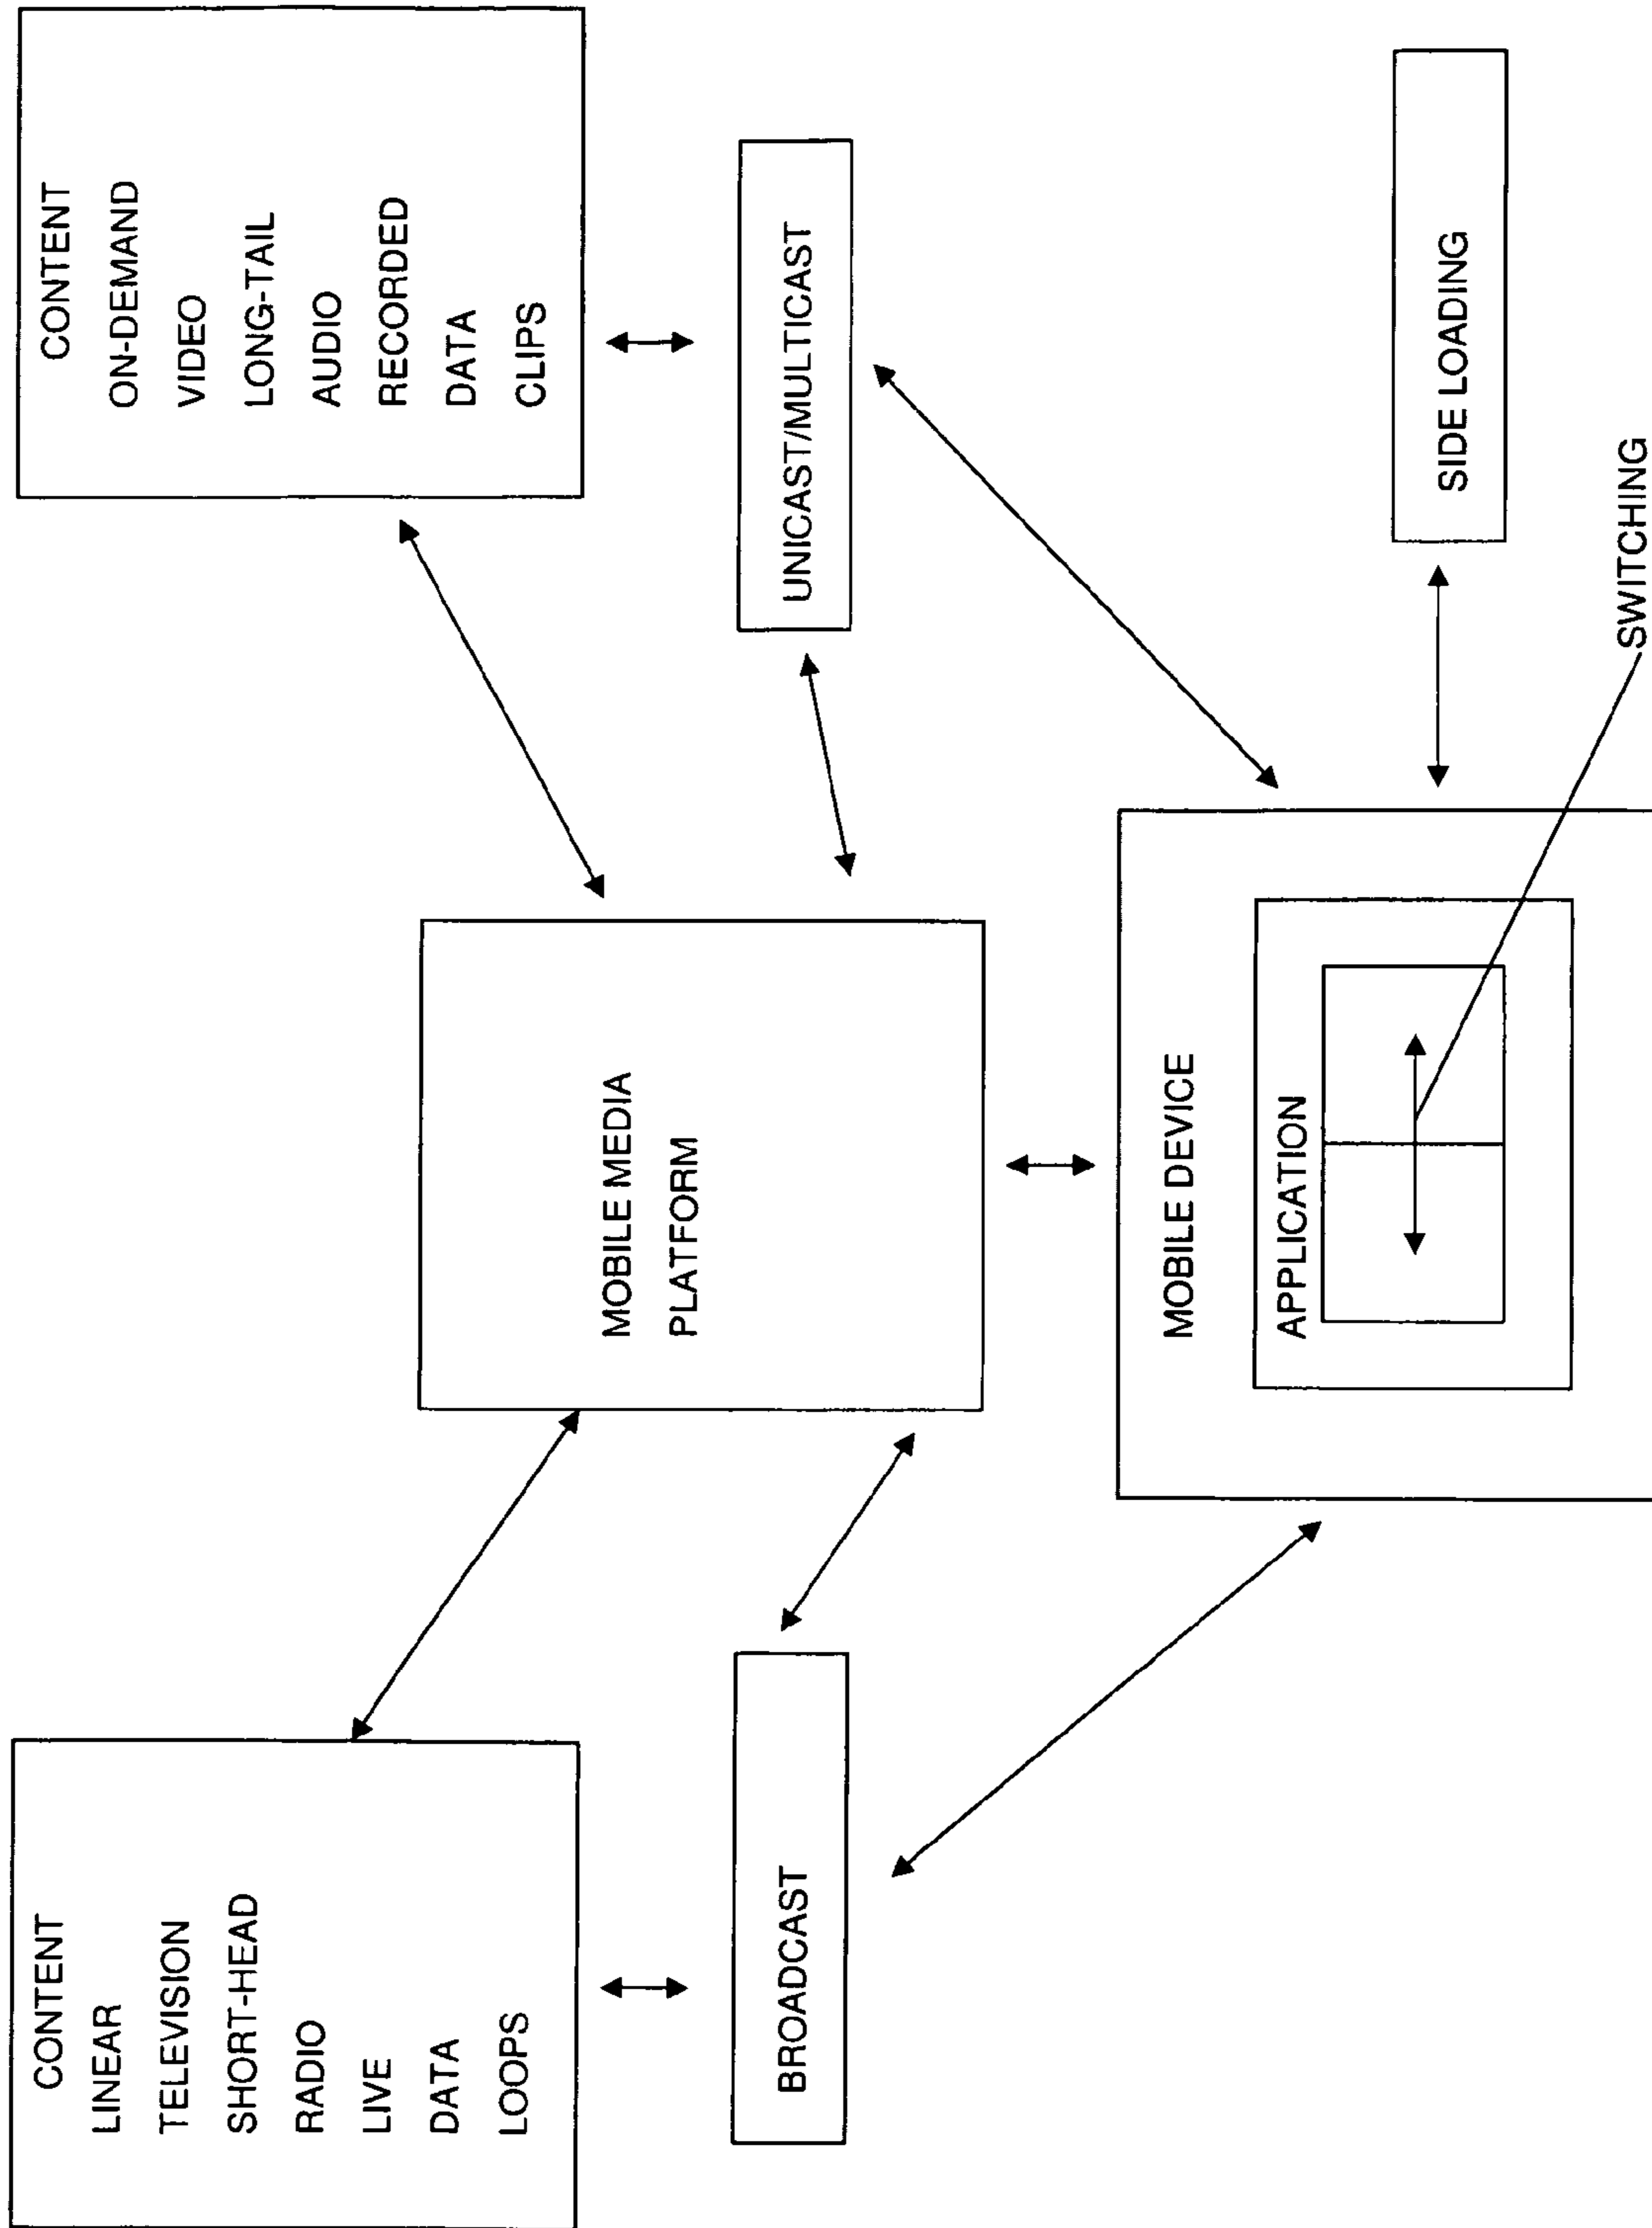 CONTENT
LINEAR
TELEVISION
SHORT-HEAD
RADIO
LIVE
DATA
LOOPS
CONTENT
ON-DEMAND
VIDEO
LONG-TAIL
AUDIO
RECORDED
DATA
CLIPS
MOBILE MEDIA
PLATFORM
BROADCAST
UNICAST/MULTICAST
MOBILE DEVICE
APPLICATION
SIDE LOADING
SWITCHING